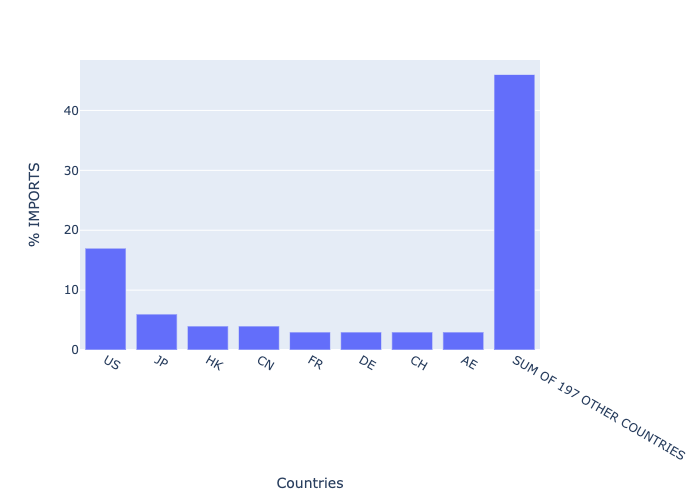 % IMPORTS
40
30
20
10
0
US
JP
HK
CN
FR
DE
CH
AE
SUM OF 197 OTHER COUNTRIES
Countries